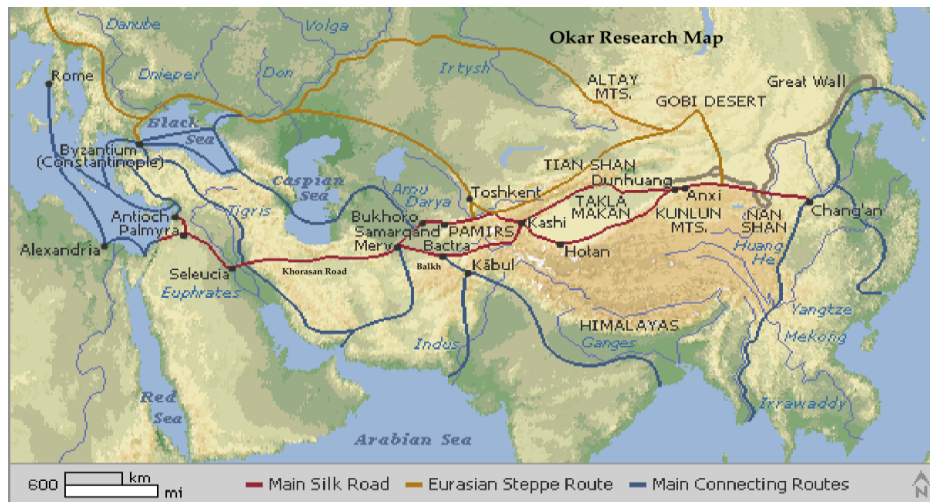 Okar Research Map
Danube
Volga
Rome
Dnieper
Don
Irtysh
ALTAY
MTS.
Great Wall
GOBI DESERT
Black
Sea
Byzantium
(Constantinople)
Caspian
Sea
Amu
Darya
Toshkent
TIAN SHAN
Dunhuang
Anxi
TAKLA
MAKAN
Antioch
Tigris
Bukhoro
Samarqand
PAMIRS
Kashi
KUNLUN
MTS.
NAN
SHAN
Chang'an
Palmyra
Alexandria
Merv
Bactra
Balkh
Hotan
Huang
He
Seleucia
Khorasan Road
Kābul
Euphrates
Indus
HIMALAYAS
Ganges
Yangtze
Mekong
Red
Sea
Irrawaddy
Arabian Sea
600 km
mi
Main Silk Road
Eurasian Steppe Route
Main Connecting Routes
N